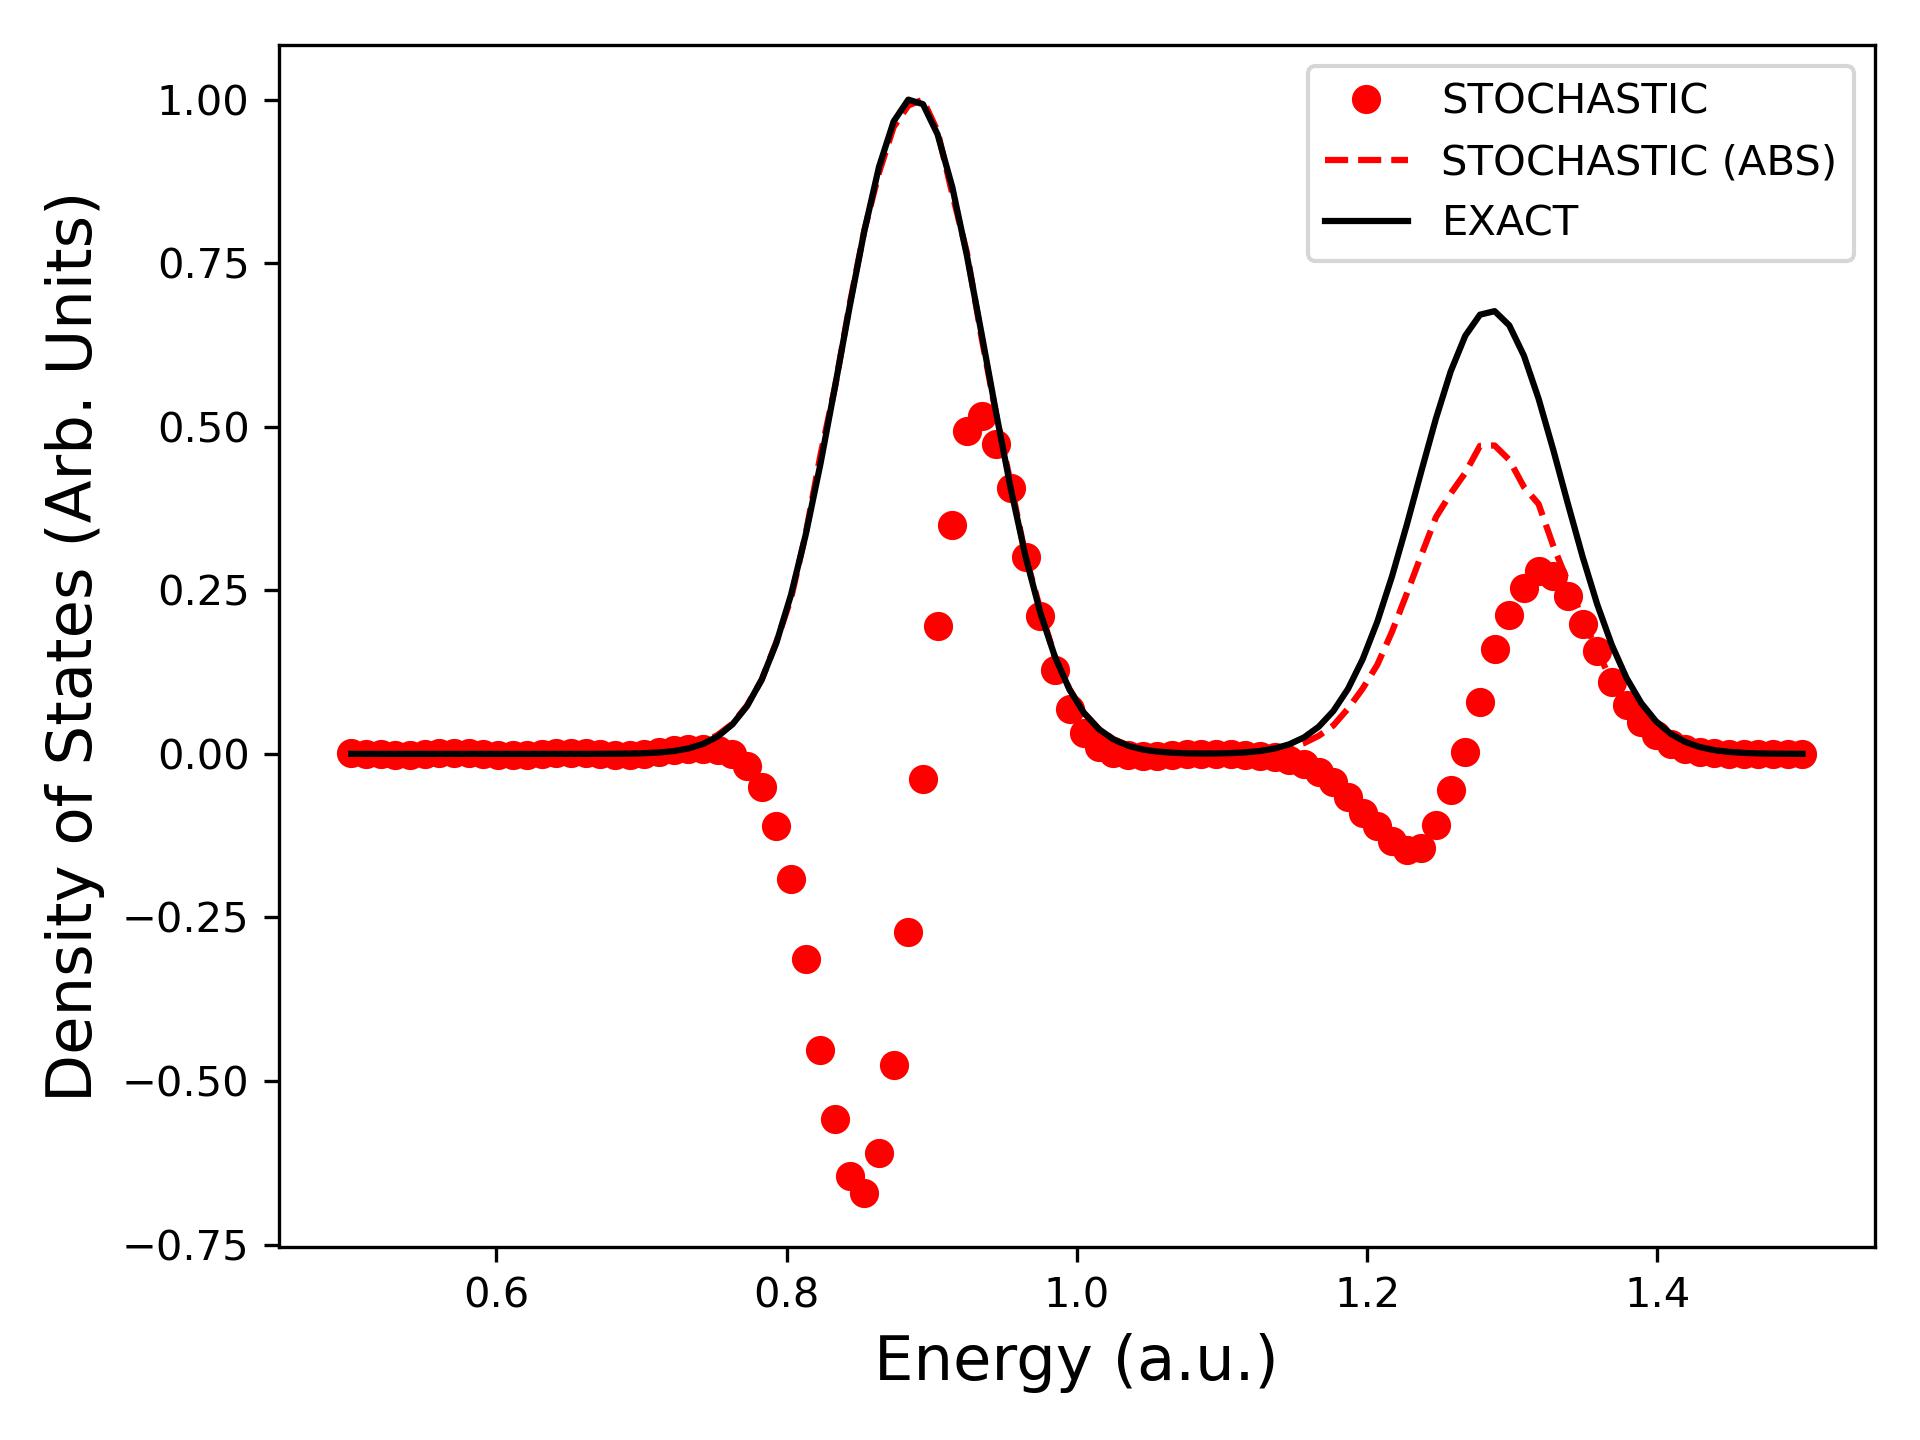 STOCHASTIC
STOCHASTIC (ABS)
EXACT
1.00
0.75
0.50
0.25
0.00
−0.25
−0.50
−0.75
Density of States (Arb. Units)
0.6 0.8 1.0 1.2 1.4
Energy (a.u.)